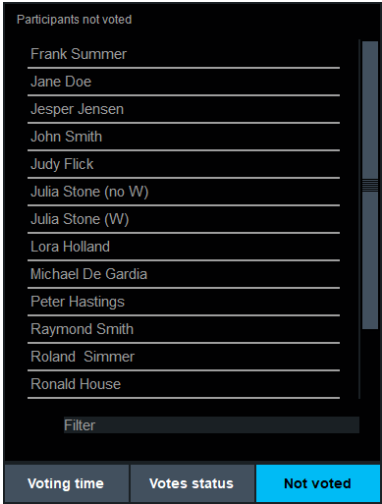 Participants not voted
Frank Summer
Jane Doe
Jesper Jensen
John Smith
Judy Flick
Julia Stone (no W)
Julia Stone (W)
Lora Holland
Michael De Gardia
Peter Hastings
Raymond Smith
Roland  Simmer
Ronald House
Filter
Voting time Votes status Not voted